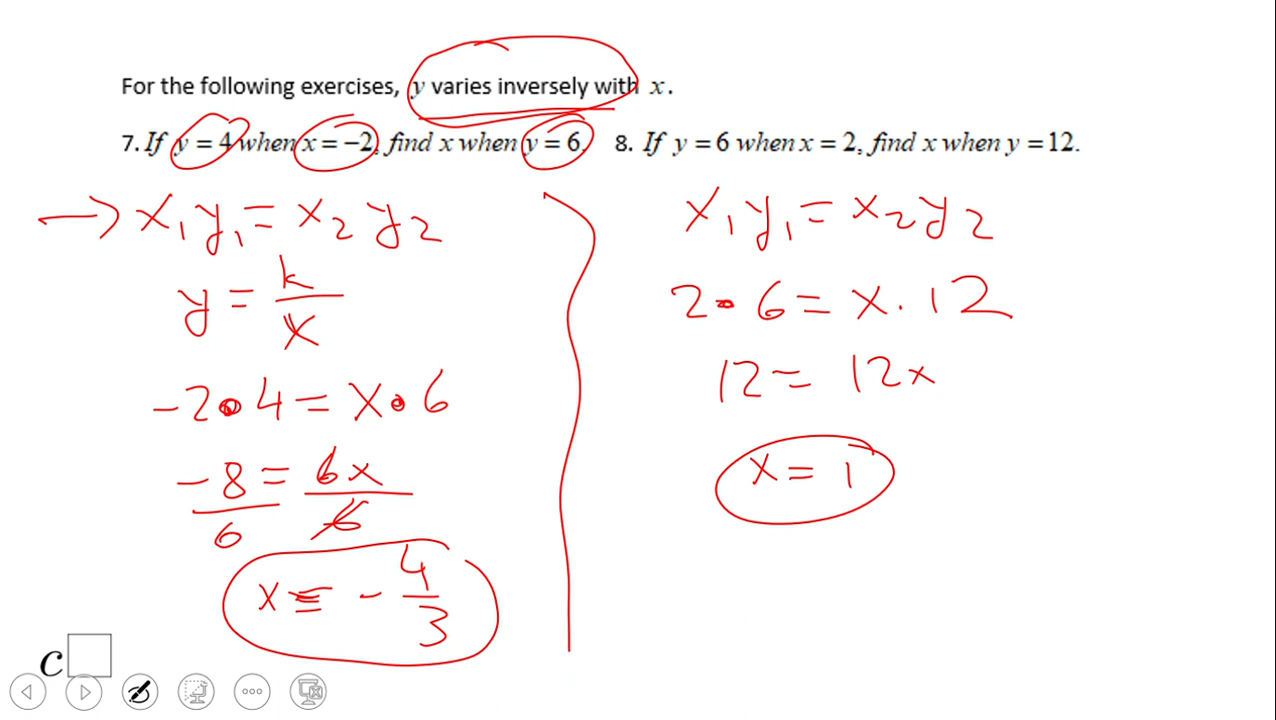 For the following exercises, y varies inversely with x.
7. If y = 4 when x = −2, find x when y = 6.
8. If y = 6 when x = 2, find x when y = 12.
→ x₁y₁ = x₂y₂
y = k/x
-2 • 4 = x • 6
-8/6 = 6x/6
x = - 4/3
x₁y₁ = x₂y₂
2 • 6 = x . 12
12 = 12x
x = 1
c